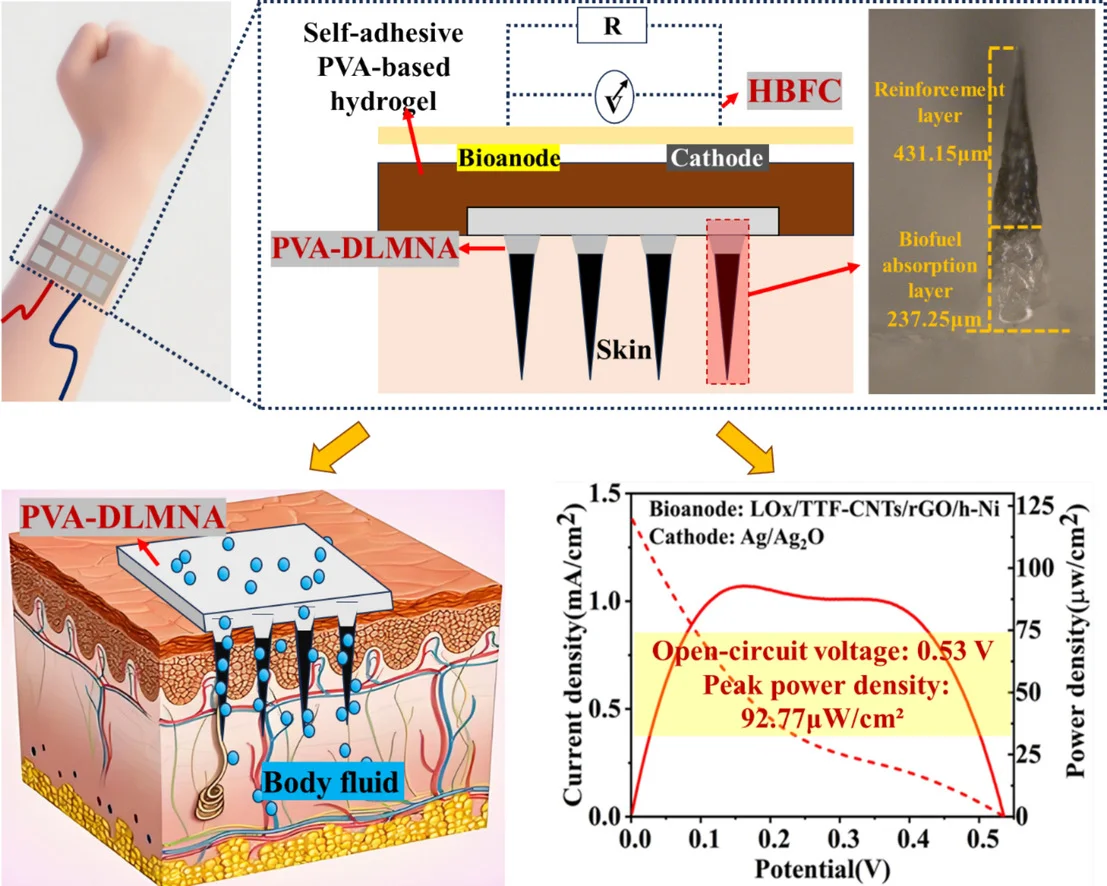 Self-adhesive
PVA-based
hydrogel
R
V
HBFC
Bioanode
Cathode
PVA-DLMNA
Skin
Reinforcement
layer
431.15μm
Biofuel
absorption
layer
237.25μm
PVA-DLMNA
Body fluid
Bioanode: LOx/TTF-CNTs/rGO/h-Ni
Cathode: Ag/Ag₂O
Open-circuit voltage: 0.53 V
Peak power density:
92.77μW/cm²
Current density(mA/cm²)
1.5
1.0
0.5
0.0
Power density(μw/cm²)
125
100
75
50
25
0
0.0 0.1 0.2 0.3 0.4 0.5
Potential(V)